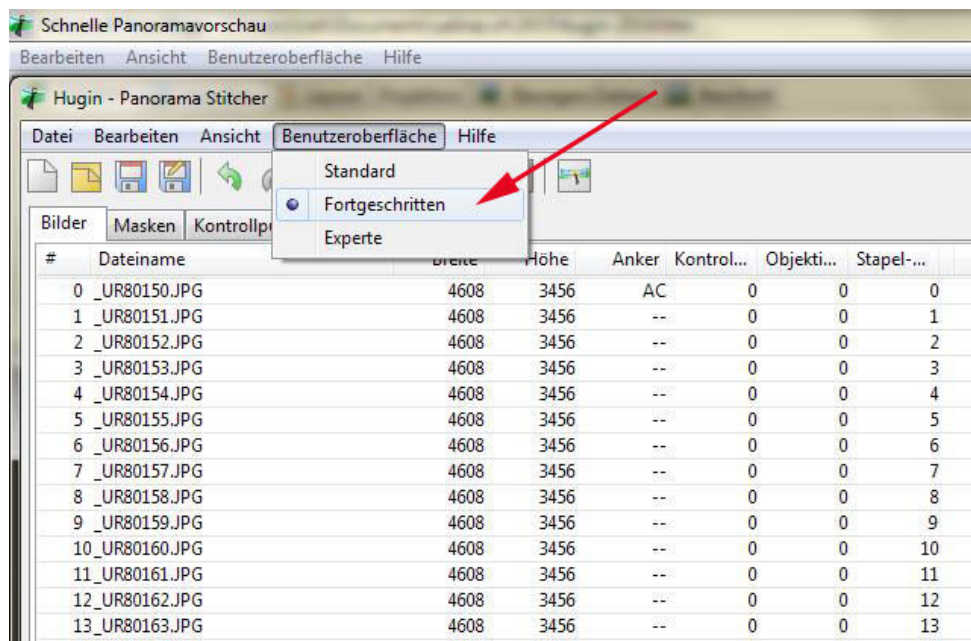 Schnelle Panoramavorschau
Bearbeiten Ansicht Benutzeroberfläche Hilfe
Hugin - Panorama Stitcher
Datei Bearbeiten Ansicht Benutzeroberfläche Hilfe
Standard
Fortgeschritten
Experte
Bilder Masken Kontrollpu
# Dateiname Breite Höhe Anker Kontrol... Objekti... Stapel-...
0 _UR80150.JPG 4608 3456 AC 0 0 0
1 _UR80151.JPG 4608 3456 -- 0 0 1
2 _UR80152.JPG 4608 3456 -- 0 0 2
3 _UR80153.JPG 4608 3456 -- 0 0 3
4 _UR80154.JPG 4608 3456 -- 0 0 4
5 _UR80155.JPG 4608 3456 -- 0 0 5
6 _UR80156.JPG 4608 3456 -- 0 0 6
7 _UR80157.JPG 4608 3456 -- 0 0 7
8 _UR80158.JPG 4608 3456 -- 0 0 8
9 _UR80159.JPG 4608 3456 -- 0 0 9
10 _UR80160.JPG 4608 3456 -- 0 0 10
11 _UR80161.JPG 4608 3456 -- 0 0 11
12 _UR80162.JPG 4608 3456 -- 0 0 12
13 _UR80163.JPG 4608 3456 -- 0 0 13